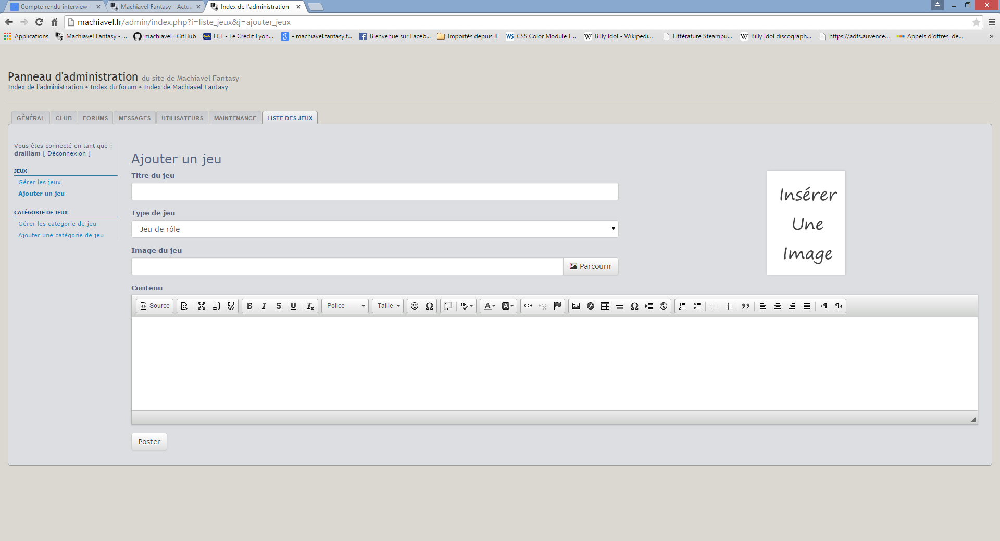 Compte rendu interview -
Machiavel Fantasy - Actua
Index de l'administration
machiavel.fr/admin/index.php?i=liste_jeux&j=ajouter_jeux
Applications
Machiavel Fantasy - ...
machiavel · GitHub
LCL - Le Crédit Lyon...
- machiavel.fantasy.f...
Bienvenue sur Faceb...
Importés depuis IE
CSS Color Module L...
Billy Idol - Wikipedi...
Littérature Steampu...
Billy Idol discograph...
https://adfs.auvence...
Appels d'offres, de...
»
Panneau d'administration du site de Machiavel Fantasy
Index de l'administration • Index du forum • Index de Machiavel Fantasy
GÉNÉRAL
CLUB
FORUMS
MESSAGES
UTILISATEURS
MAINTENANCE
LISTE DES JEUX
Vous êtes connecté en tant que :
dralliam [ Déconnexion ]
JEUX
Gérer les jeux
Ajouter un jeu
CATÉGORIE DE JEUX
Gérer les categorie de jeu
Ajouter une catégorie de jeu
Ajouter un jeu
Titre du jeu
Type de jeu
Jeu de rôle
Image du jeu
Parcourir
Insérer
Une
Image
Contenu
Source
Police
Taille
Poster